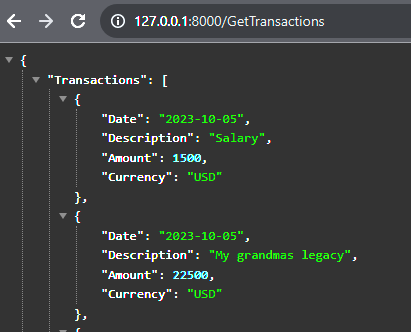 127.0.0.1:8000/GetTransactions
{
"Transactions": [
{
"Date": "2023-10-05",
"Description": "Salary",
"Amount": 1500,
"Currency": "USD"
},
{
"Date": "2023-10-05",
"Description": "My grandmas legacy",
"Amount": 22500,
"Currency": "USD"
},
{